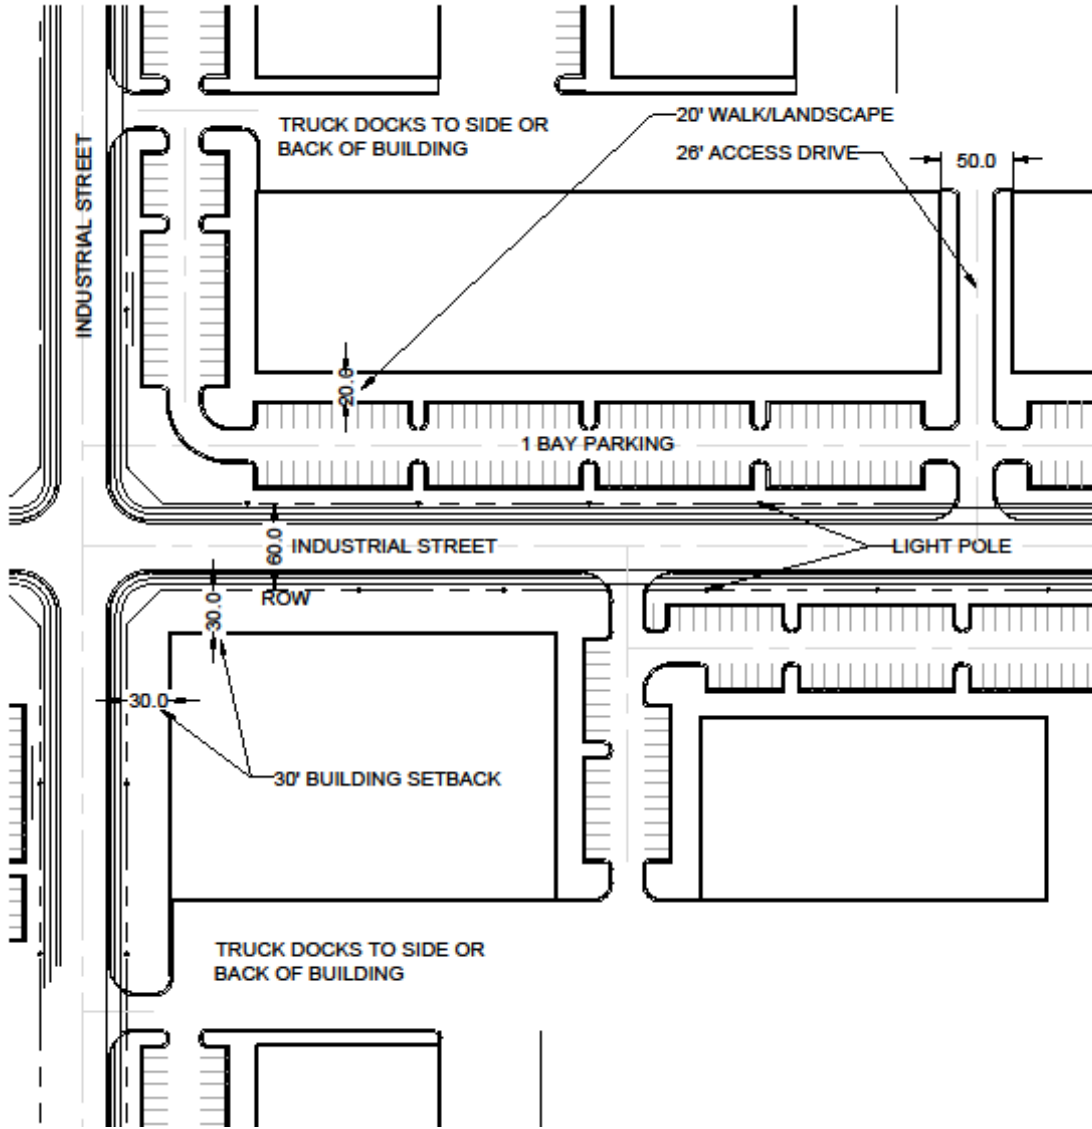 20' WALK/LANDSCAPE
TRUCK DOCKS TO SIDE OR
BACK OF BUILDING
26' ACCESS DRIVE
50.0
INDUSTRIAL STREET
20.0
1 BAY PARKING
60.0
INDUSTRIAL STREET
LIGHT POLE
ROW
30.0
30.0
30' BUILDING SETBACK
TRUCK DOCKS TO SIDE OR
BACK OF BUILDING